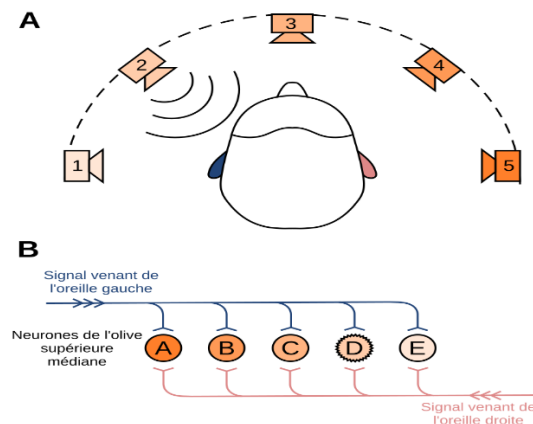 A
3
2
4
1
5
B
Signal venant de
l'oreille gauche
Neurones de l'olive
supérieure
médiane
A B C D E
Signal venant de
l'oreille droite